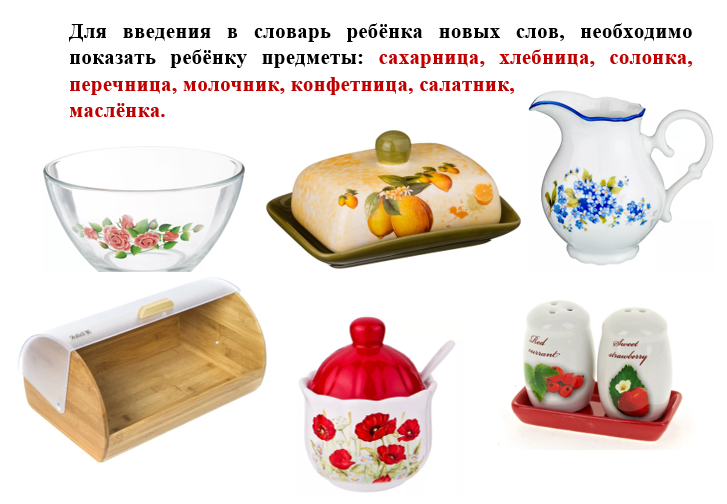 Для введения в словарь ребёнка новых слов, необходимо
показать ребёнку предметы: сахарница, хлебница, солонка,
перечница, молочник, конфетница, салатник,
маслёнка.
Red
currant
Sweet
strawberry